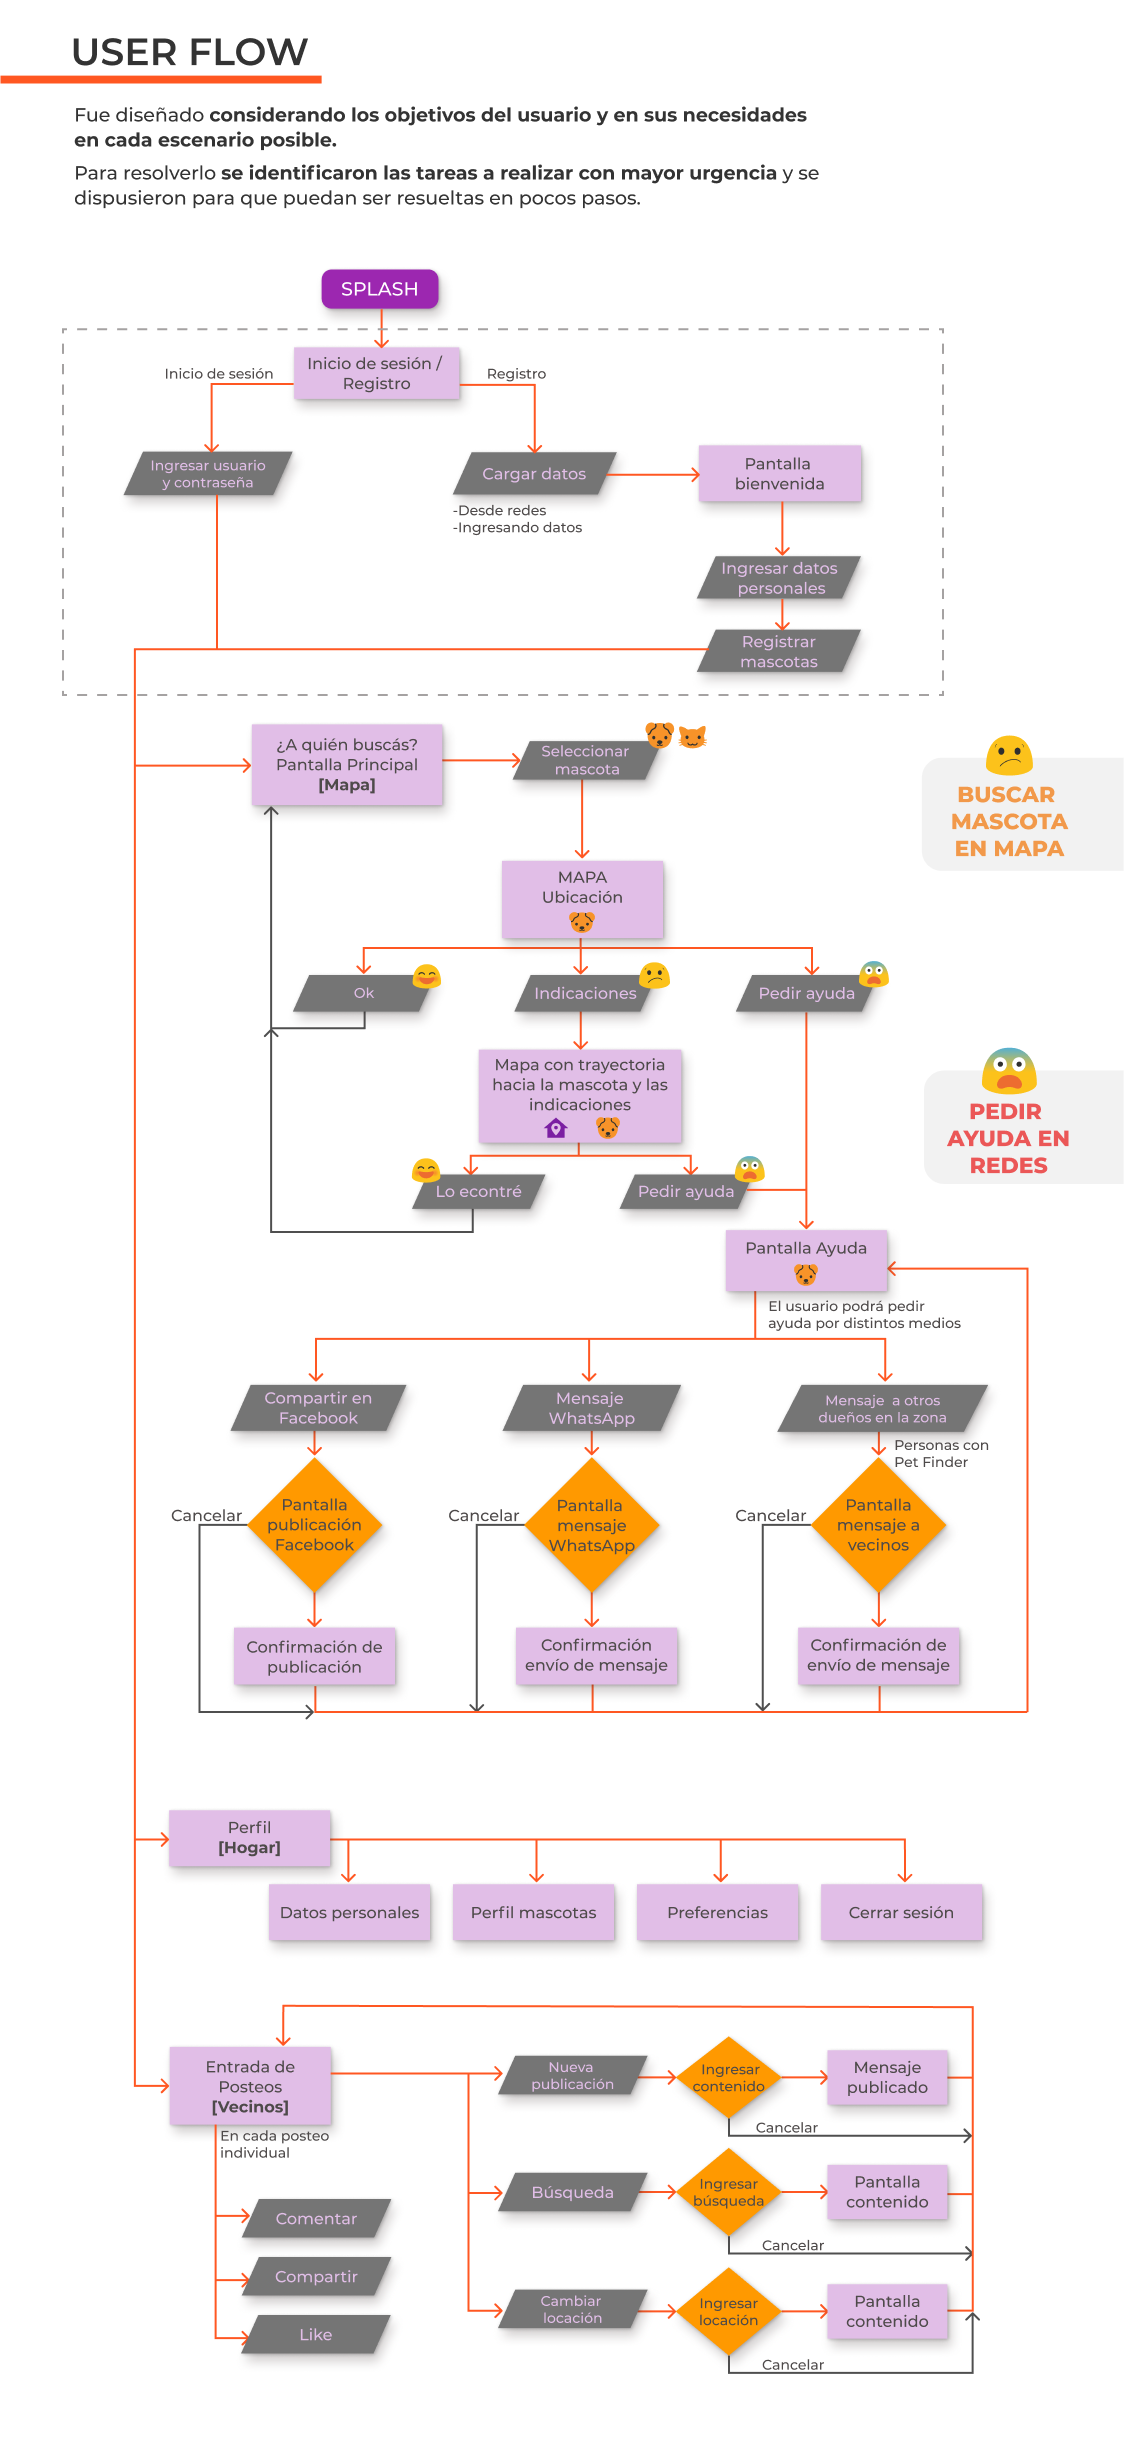 USER FLOW
Fue diseñado considerando los objetivos del usuario y en sus necesidades
en cada escenario posible.
Para resolverlo se identificaron las tareas a realizar con mayor urgencia y se
dispusieron para que puedan ser resueltas en pocos pasos.
SPLASH
Inicio de sesión /
Registro
Inicio de sesión
Registro
Ingresar usuario
y contraseña
Cargar datos
-Desde redes
-Ingresando datos
Pantalla
bienvenida
Ingresar datos
personales
Registrar
mascotas
¿A quién buscás?
Pantalla Principal
[Mapa]
Seleccionar
mascota
BUSCAR
MASCOTA
EN MAPA
MAPA
Ubicación
Ok
Indicaciones
Pedir ayuda
Mapa con trayectoria
hacia la mascota y las
indicaciones
PEDIR
AYUDA EN
REDES
Lo econtré
Pedir ayuda
Pantalla Ayuda
El usuario podrá pedir
ayuda por distintos medios
Compartir en
Facebook
Mensaje
WhatsApp
Mensaje a otros
dueños en la zona
Personas con
Pet Finder
Cancelar
Pantalla
publicación
Facebook
Cancelar
Pantalla
mensaje
WhatsApp
Cancelar
Pantalla
mensaje a
vecinos
Confirmación de
publicación
Confirmación
envío de mensaje
Confirmación de
envío de mensaje
Perfil
[Hogar]
Datos personales
Perfil mascotas
Preferencias
Cerrar sesión
Entrada de
Posteos
[Vecinos]
En cada posteo
individual
Nueva
publicación
Ingresar
contenido
Mensaje
publicado
Cancelar
Búsqueda
Ingresar
búsqueda
Pantalla
contenido
Cancelar
Comentar
Compartir
Like
Cambiar
locación
Ingresar
locación
Pantalla
contenido
Cancelar